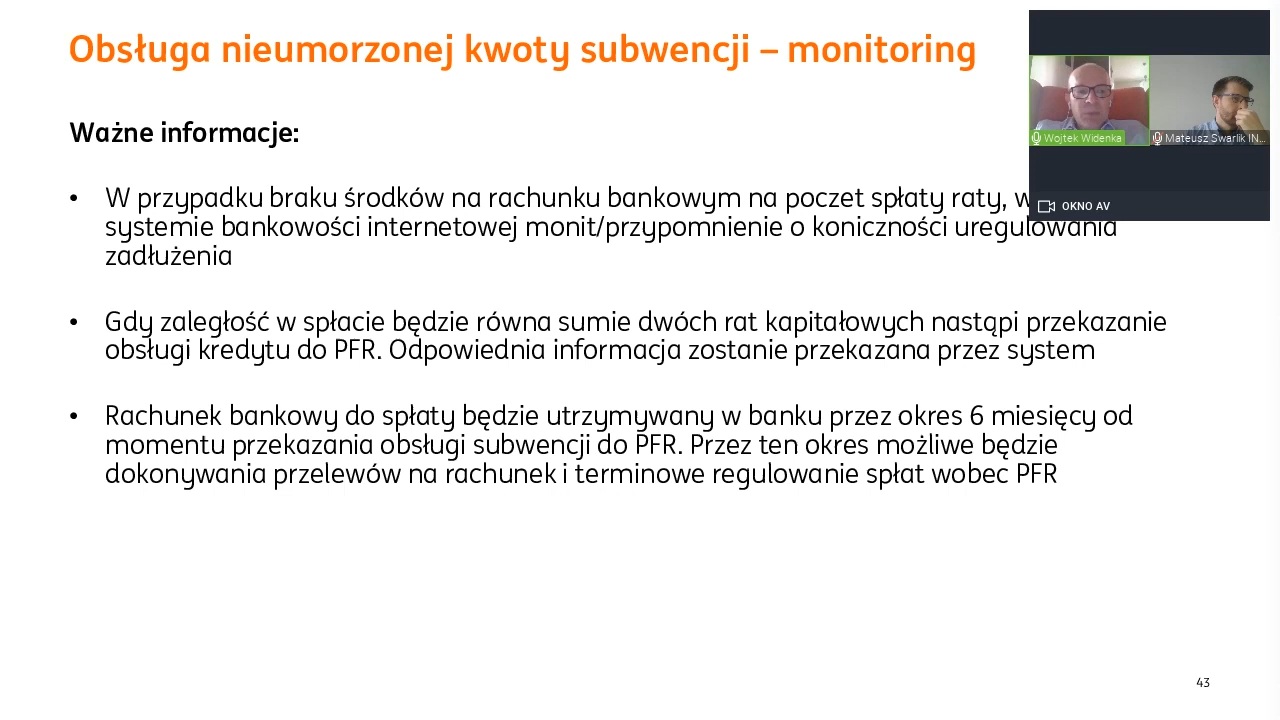 Obsługa nieumorzonej kwoty subwencji – monitoring
Ważne informacje:
• W przypadku braku środków na rachunku bankowym na poczet spłaty raty, w
systemie bankowości internetowej monit/przypomnienie o koniczności uregulowania
zadłużenia
• Gdy zaległość w spłacie będzie równa sumie dwóch rat kapitałowych nastąpi przekazanie
obsługi kredytu do PFR. Odpowiednia informacja zostanie przekazana przez system
• Rachunek bankowy do spłaty będzie utrzymywany w banku przez okres 6 miesięcy od
momentu przekazania obsługi subwencji do PFR. Przez ten okres możliwe będzie
dokonywania przelewów na rachunek i terminowe regulowanie spłat wobec PFR
Wojtek Widenka
Mateusz Swarlik IN...
OKNO AV
43